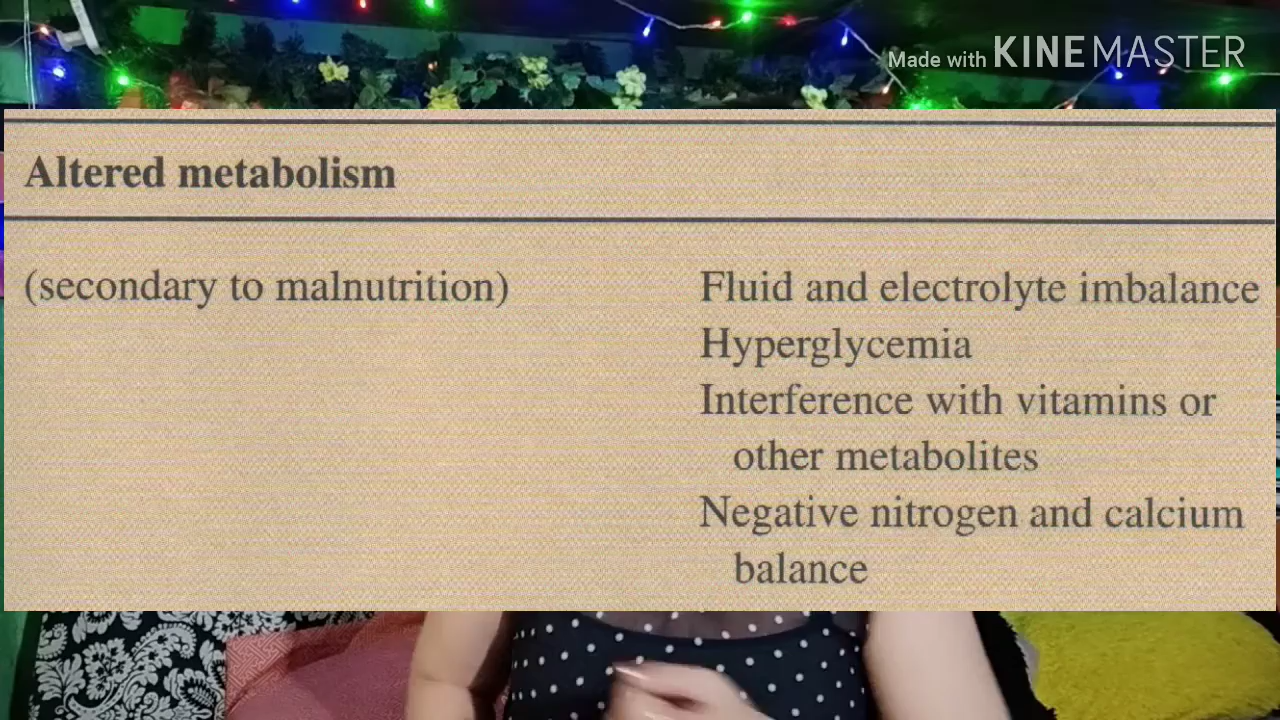 Made with KINEMASTER
Altered metabolism
(secondary to malnutrition)
Fluid and electrolyte imbalance
Hyperglycemia
Interference with vitamins or
other metabolites
Negative nitrogen and calcium
balance